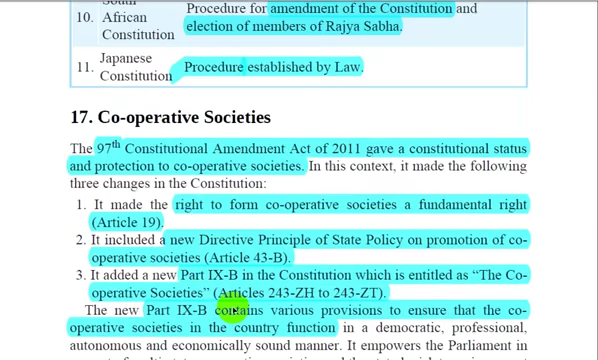 South
10. African Procedure for amendment of the Constitution and
Constitution election of members of Rajya Sabha.
11. Japanese Constitution Procedure established by Law.
17. Co-operative Societies
The 97th Constitutional Amendment Act of 2011 gave a constitutional status
and protection to co-operative societies. In this context, it made the following
three changes in the Constitution:
1. It made the right to form co-operative societies a fundamental right
(Article 19).
2. It included a new Directive Principle of State Policy on promotion of co-
operative societies (Article 43-B).
3. It added a new Part IX-B in the Constitution which is entitled as “The Co-
operative Societies” (Articles 243-ZH to 243-ZT).
The new Part IX-B contains various provisions to ensure that the co-
operative societies in the country function in a democratic, professional,
autonomous and economically sound manner. It empowers the Parliament in